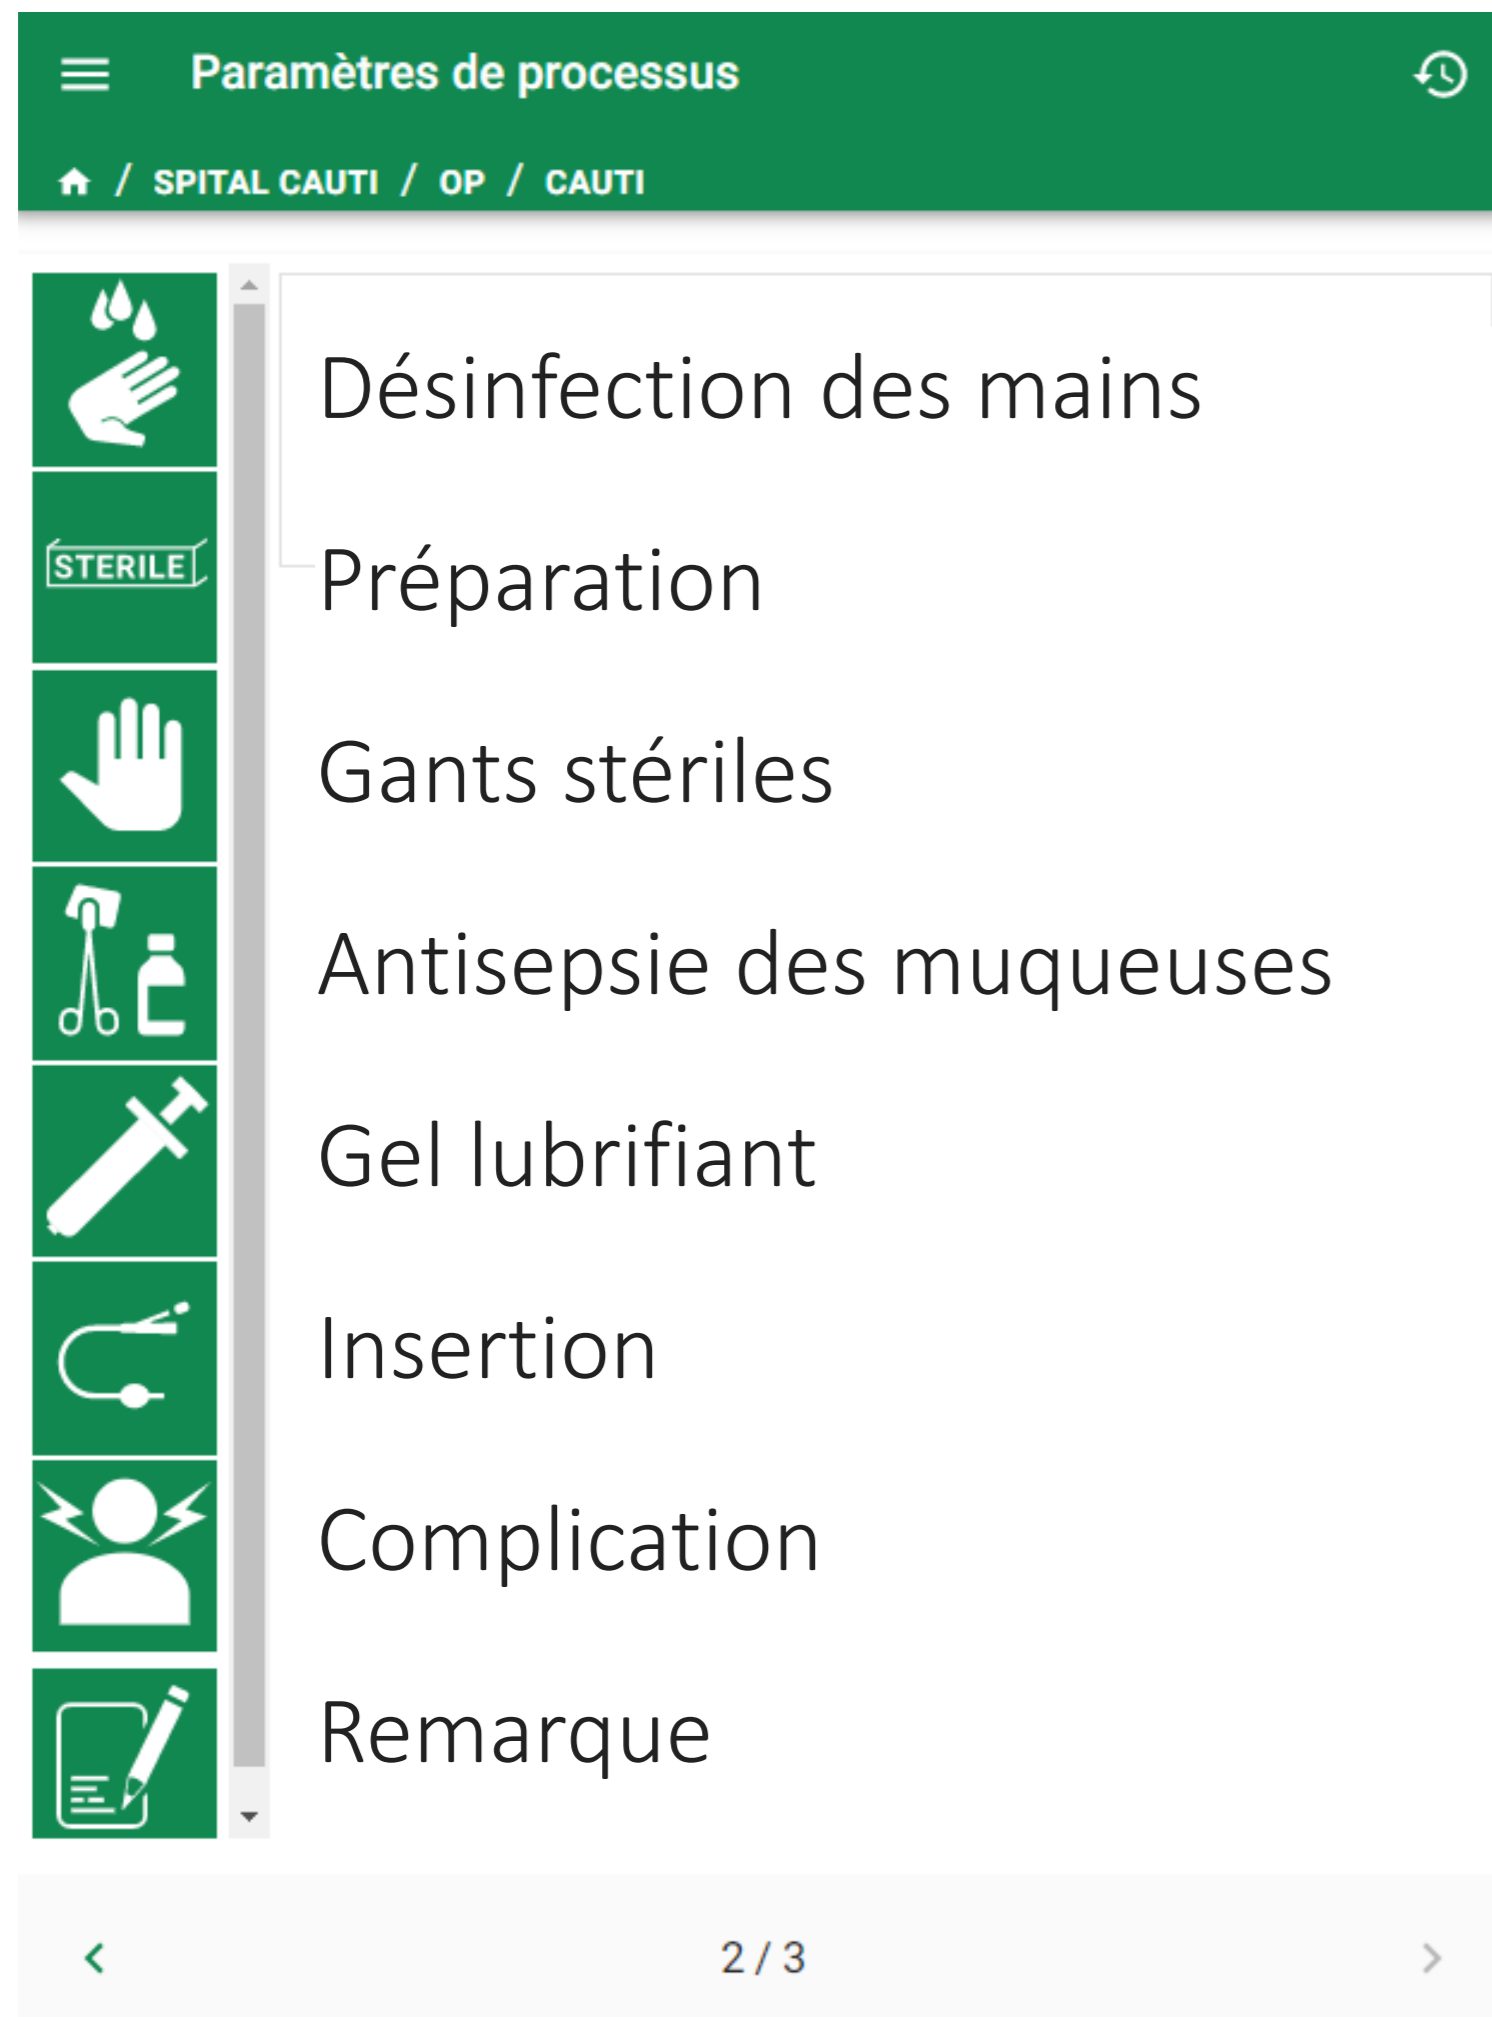 Paramètres de processus
/ SPITAL CAUTI / OP / CAUTI
Désinfection des mains
STERILE
Préparation
Gants stériles
Antisepsie des muqueuses
Gel lubrifiant
Insertion
Complication
Remarque
2 / 3